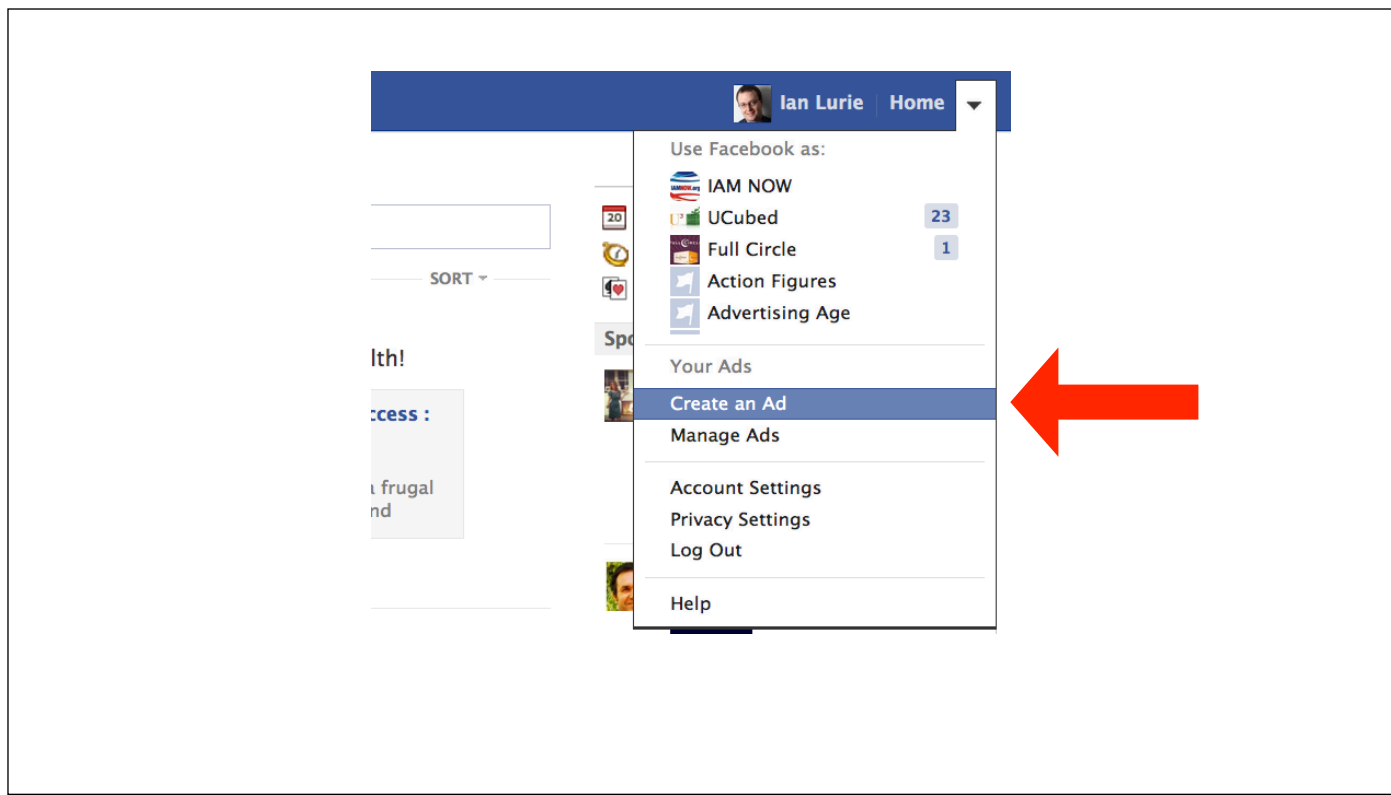 Ian Lurie Home
Use Facebook as:
IAM NOW
20 UCubed 23
Full Circle 1
SORT
Action Figures
Advertising Age
Spo
lth!
Your Ads
Create an Ad
ccess :
Manage Ads
a frugal
Account Settings
nd
Privacy Settings
Log Out
Help